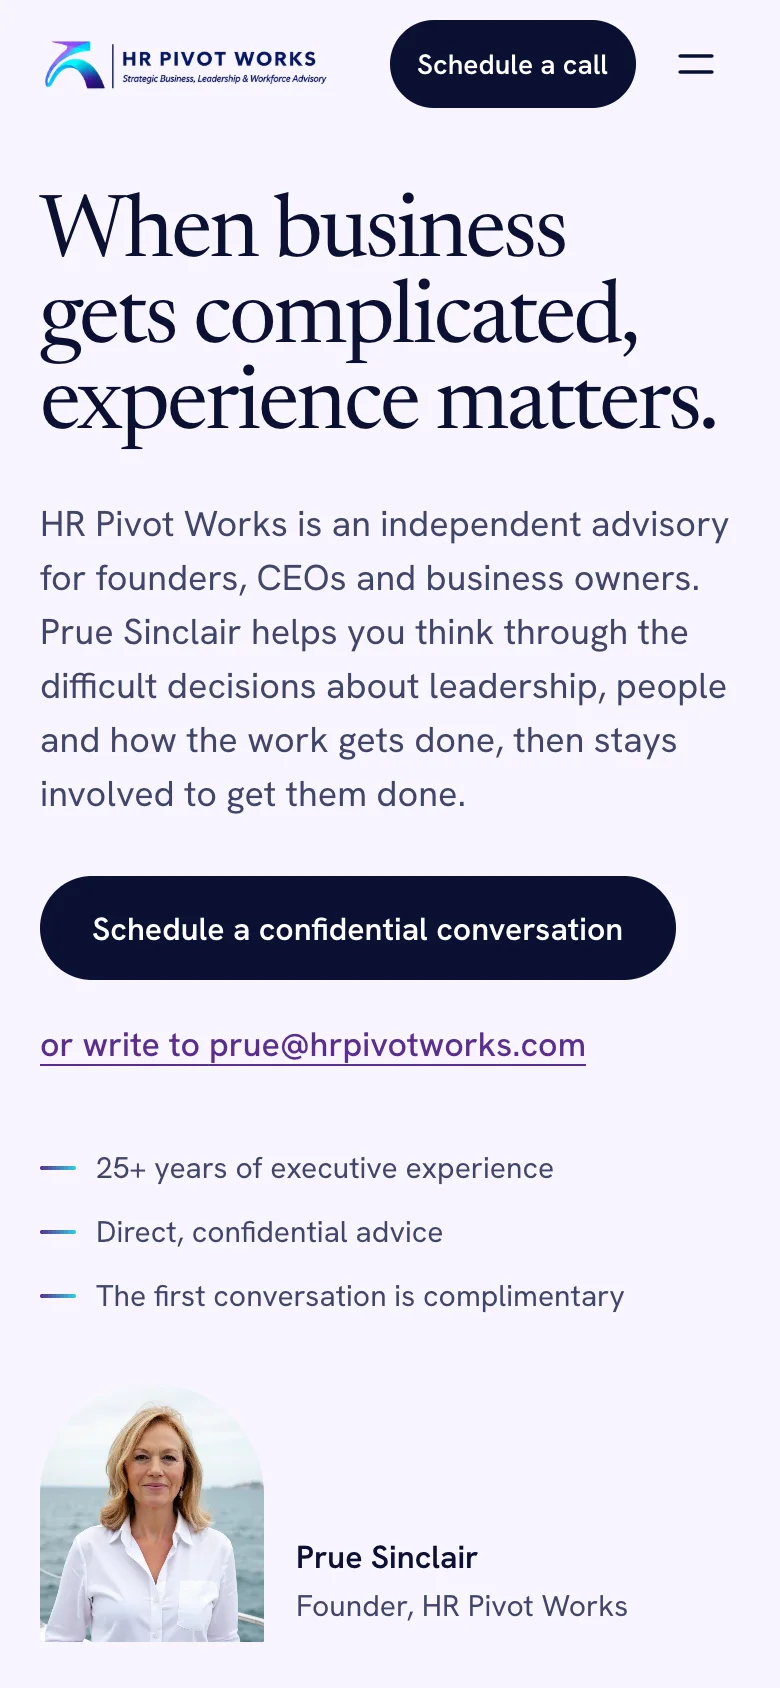 HR PIVOT WORKS
Strategic Business, Leadership & Workforce Advisory
Schedule a call
When business
gets complicated,
experience matters.
HR Pivot Works is an independent advisory
for founders, CEOs and business owners.
Prue Sinclair helps you think through the
difficult decisions about leadership, people
and how the work gets done, then stays
involved to get them done.
Schedule a confidential conversation
or write to prue@hrpivotworks.com
25+ years of executive experience
Direct, confidential advice
The first conversation is complimentary
Prue Sinclair
Founder, HR Pivot Works